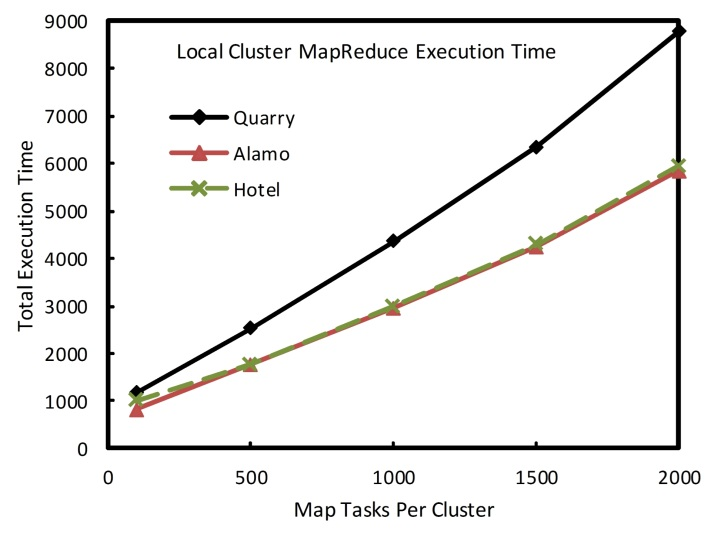 Local Cluster MapReduce Execution Time
Quarry
Alamo
Hotel
Total Execution Time
9000
8000
7000
6000
5000
4000
3000
2000
1000
0
0 500 1000 1500 2000
Map Tasks Per Cluster